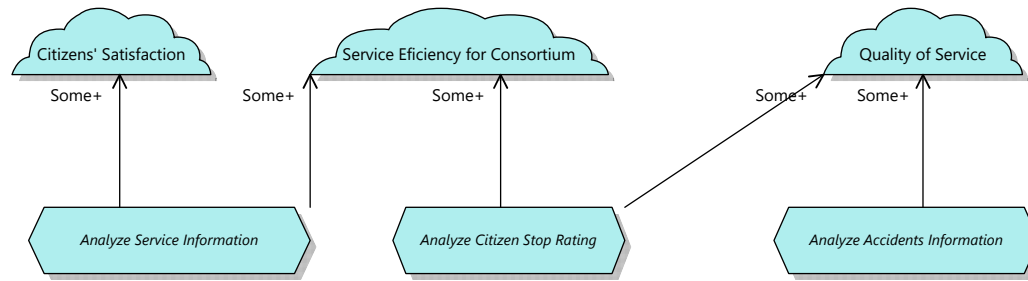 Citizens' Satisfaction
Service Eficiency for Consortium
Quality of Service
Some+
Some+
Some+
Some+
Some+
Analyze Service Information
Analyze Citizen Stop Rating
Analyze Accidents Information